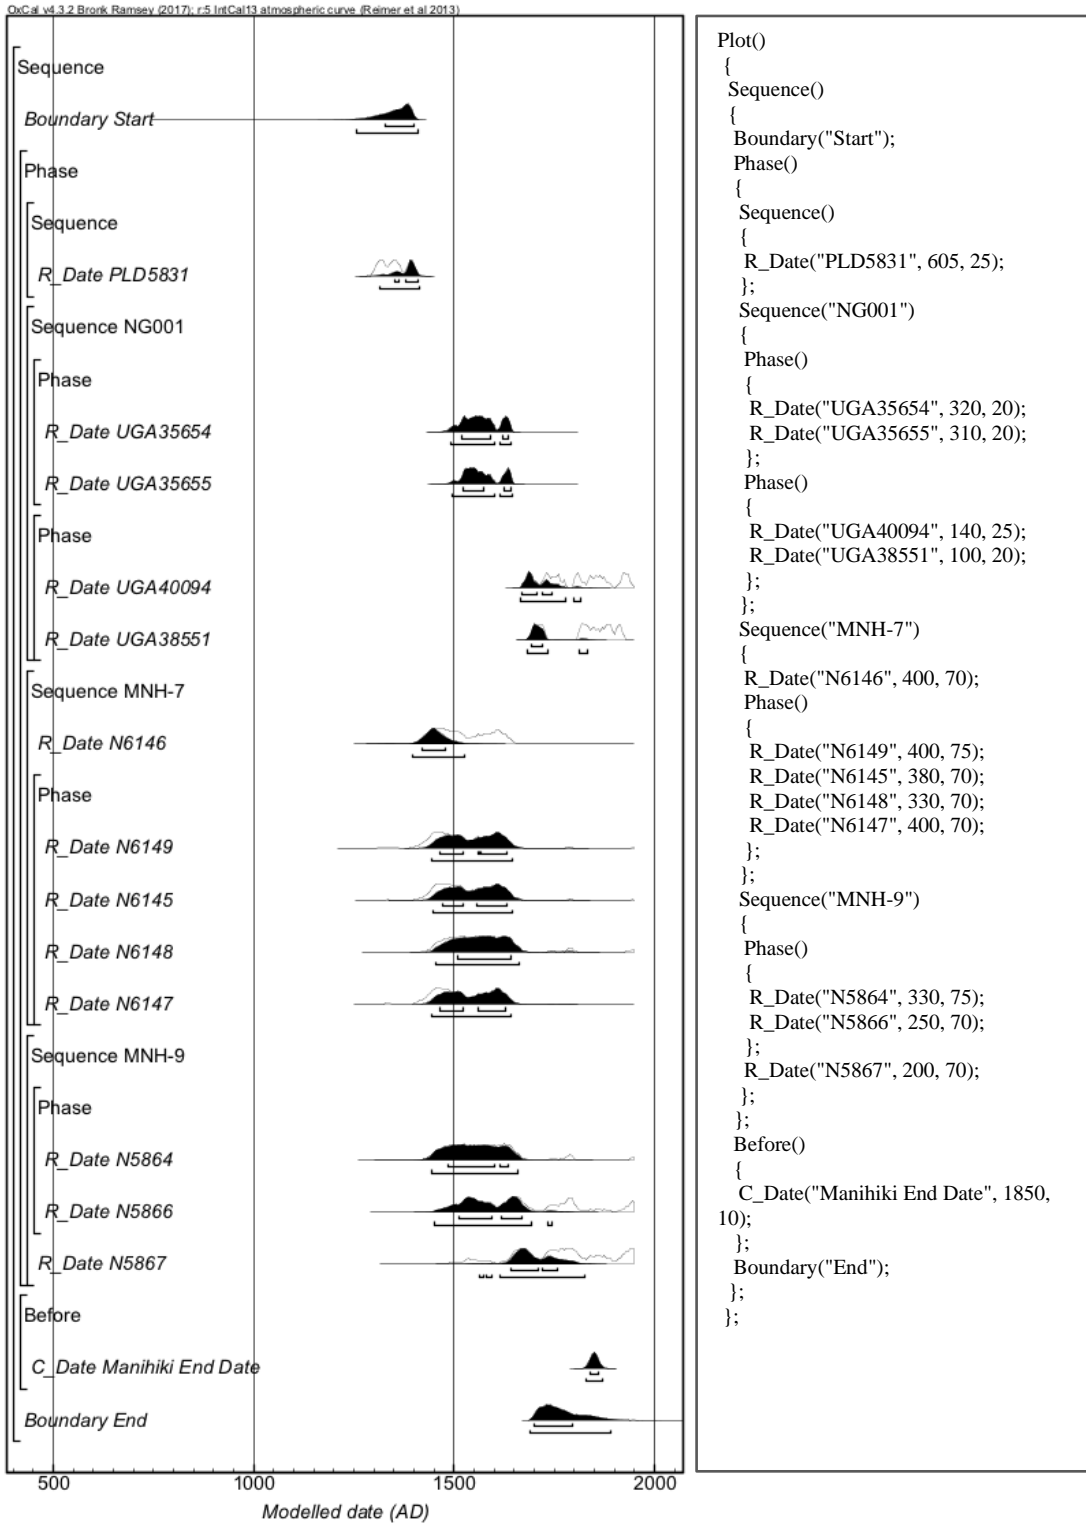 OxCal v4.3.2 Bronk Ramsey (2017); r:5 IntCal13 atmospheric curve (Reimer et al 2013)
Sequence
Boundary Start
Phase
Sequence
R_Date PLD5831
Sequence NG001
Phase
R_Date UGA35654
R_Date UGA35655
Phase
R_Date UGA40094
R_Date UGA38551
Sequence MNH-7
R_Date N6146
Phase
R_Date N6149
R_Date N6145
R_Date N6148
R_Date N6147
Sequence MNH-9
Phase
R_Date N5864
R_Date N5866
R_Date N5867
Before
C_Date Manihiki End Date
Boundary End
500 1000 1500 2000
Modelled date (AD)
Plot()
{
Sequence()
{
Boundary("Start");
Phase()
{
Sequence()
{
R_Date("PLD5831", 605, 25);
};
Sequence("NG001")
{
Phase()
{
R_Date("UGA35654", 320, 20);
R_Date("UGA35655", 310, 20);
};
Phase()
{
R_Date("UGA40094", 140, 25);
R_Date("UGA38551", 100, 20);
};
};
Sequence("MNH-7")
{
R_Date("N6146", 400, 70);
Phase()
{
R_Date("N6149", 400, 75);
R_Date("N6145", 380, 70);
R_Date("N6148", 330, 70);
R_Date("N6147", 400, 70);
};
};
Sequence("MNH-9")
{
Phase()
{
R_Date("N5864", 330, 75);
R_Date("N5866", 250, 70);
};
R_Date("N5867", 200, 70);
};
};
Before()
{
C_Date("Manihiki End Date", 1850,
10);
};
Boundary("End");
};
};